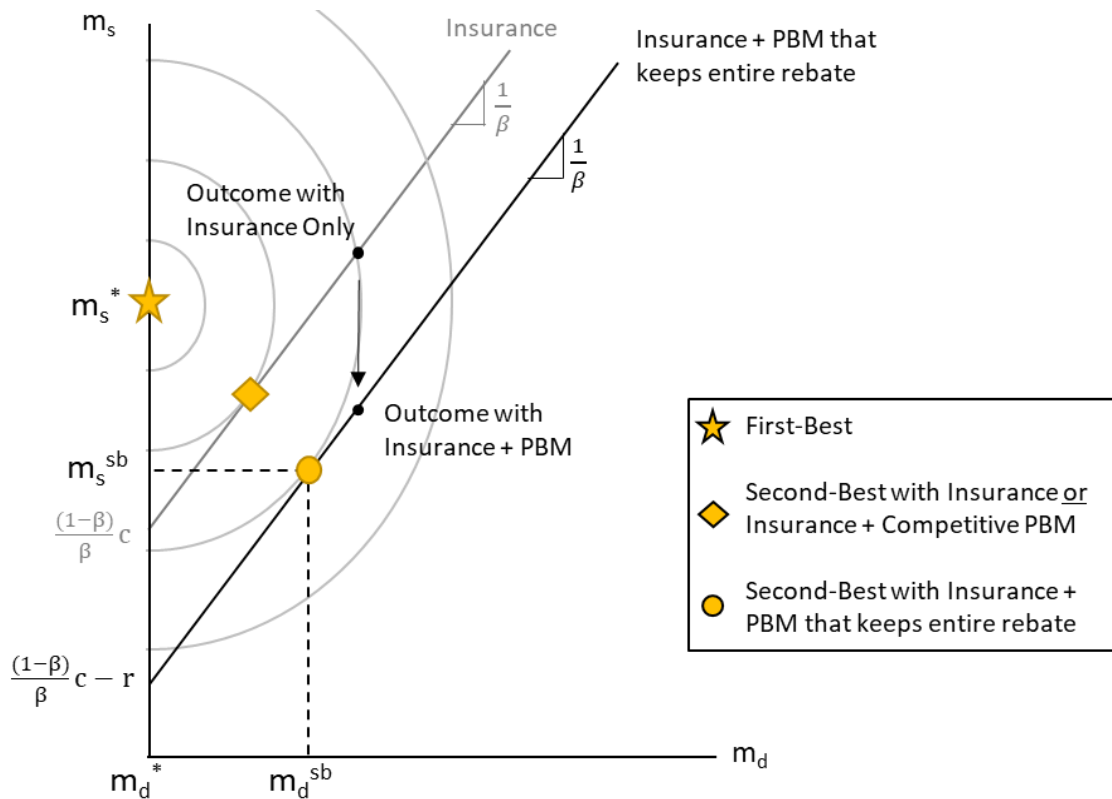 mₛ
Insurance
Insurance + PBM that
keeps entire rebate
1/β
1/β
Outcome with
Insurance Only
mₛ*
Outcome with
Insurance + PBM
mₛˢᵇ
(1−β)/β c
(1−β)/β c − r
First-Best
Second-Best with Insurance or
Insurance + Competitive PBM
Second-Best with Insurance +
PBM that keeps entire rebate
m_d
m_d*
m_dˢᵇ